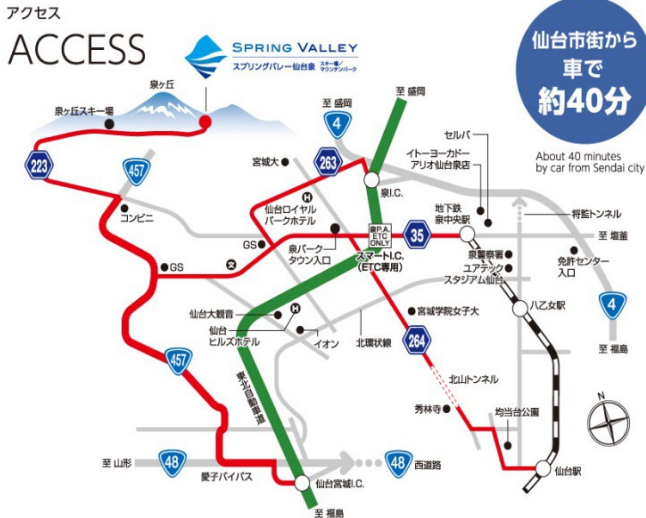 アクセス
ACCESS
SPRING VALLEY
スプリングバレー仙台泉 スキー場/マウンテンパーク
仙台市街から
車で
約40分
About 40 minutes
by car from Sendai city
泉ヶ丘
泉ヶ丘スキー場
至 盛岡
至 盛岡
4
223
457
宮城大
263
セルバ
イトーヨーカドー
アリオ仙台泉店
泉I.C.
地下鉄
泉中央駅
将監トンネル
コンビニ
H
仙台ロイヤル
パークホテル
GS
泉パーク
タウン入口
泉P.A.
ETC
ONLY
35
至 塩釜
スマートI.C.
(ETC専用)
GS
文
泉警察署
ユアテック
スタジアム仙台
免許センター
入口
仙台大観音
H
仙台
ヒルズホテル
イオン
北環状線
宮城学院女子大
八乙女駅
4
264
至 福島
457
東北自動車道
北山トンネル
秀林寺
勾当台公園
N
至 山形
48
愛子バイパス
48
西道路
仙台宮城I.C.
仙台駅
至 福島